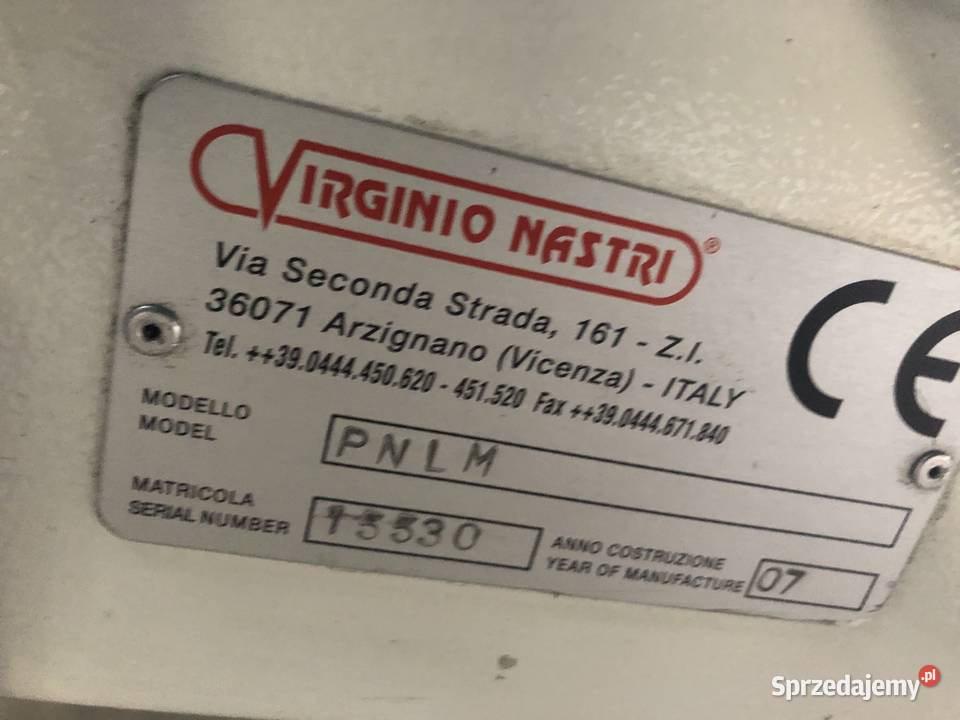 VIRGINIO NASTRI®
Via Seconda Strada, 161 - Z.I.
36071 Arzignano (Vicenza) - ITALY
Tel. ++39.0444.450.620 - 451.520 Fax ++39.0444.671.840
CE
MODELLO
MODEL
PNLM
MATRICOLA
SERIAL NUMBER
15530
ANNO COSTRUZIONE
YEAR OF MANUFACTURE
07
Sprzedajemy.pl